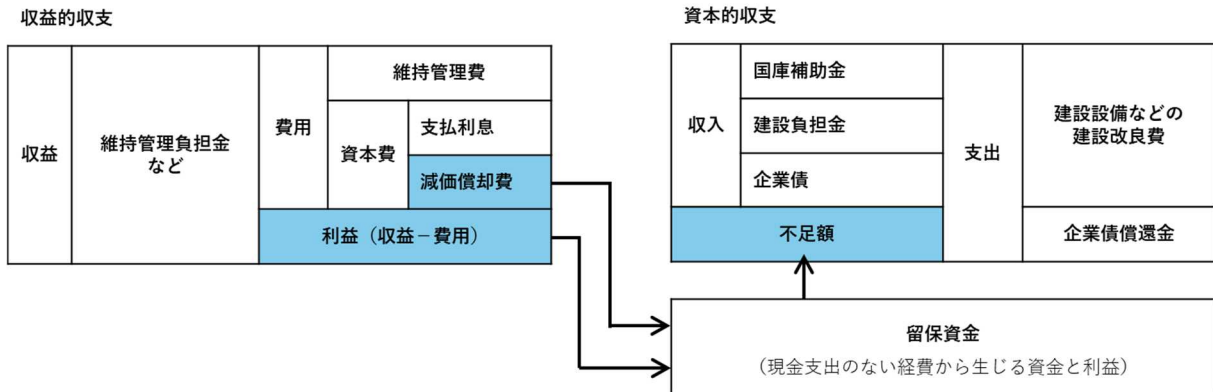 収益的収支
収益
維持管理負担金
など
費用
維持管理費
資本費
支払利息
減価償却費
利益（収益－費用）
資本的収支
収入
国庫補助金
建設負担金
企業債
不足額
支出
建設設備などの
建設改良費
企業債償還金
留保資金
（現金支出のない経費から生じる資金と利益）